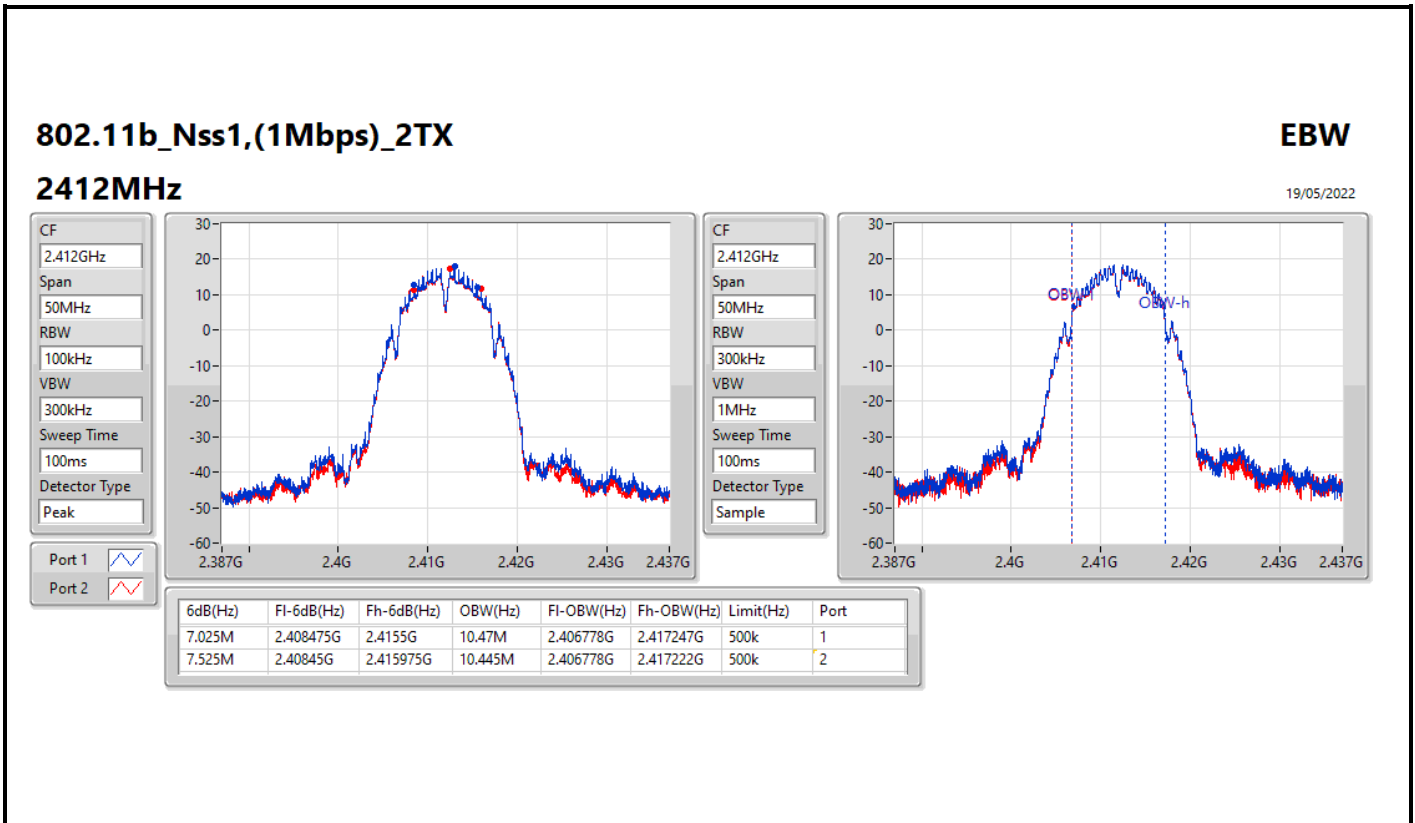 802.11b_Nss1,(1Mbps)_2TX
EBW
2412MHz
19/05/2022
CF
2.412GHz
Span
50MHz
RBW
100kHz
VBW
300kHz
Sweep Time
100ms
Detector Type
Peak
Port 1
Port 2
30
20
10
0
-10
-20
-30
-40
-50
-60
2.387G 2.4G 2.41G 2.42G 2.43G 2.437G
CF
2.412GHz
Span
50MHz
RBW
300kHz
VBW
1MHz
Sweep Time
100ms
Detector Type
Sample
30
20
10
0
-10
-20
-30
-40
-50
-60
OBW-l
OBW-h
2.387G 2.4G 2.41G 2.42G 2.43G 2.437G
6dB(Hz) Fl-6dB(Hz) Fh-6dB(Hz) OBW(Hz) Fl-OBW(Hz) Fh-OBW(Hz) Limit(Hz) Port
7.025M 2.408475G 2.4155G 10.47M 2.406778G 2.417247G 500k 1
7.525M 2.40845G 2.415975G 10.445M 2.406778G 2.417222G 500k 2